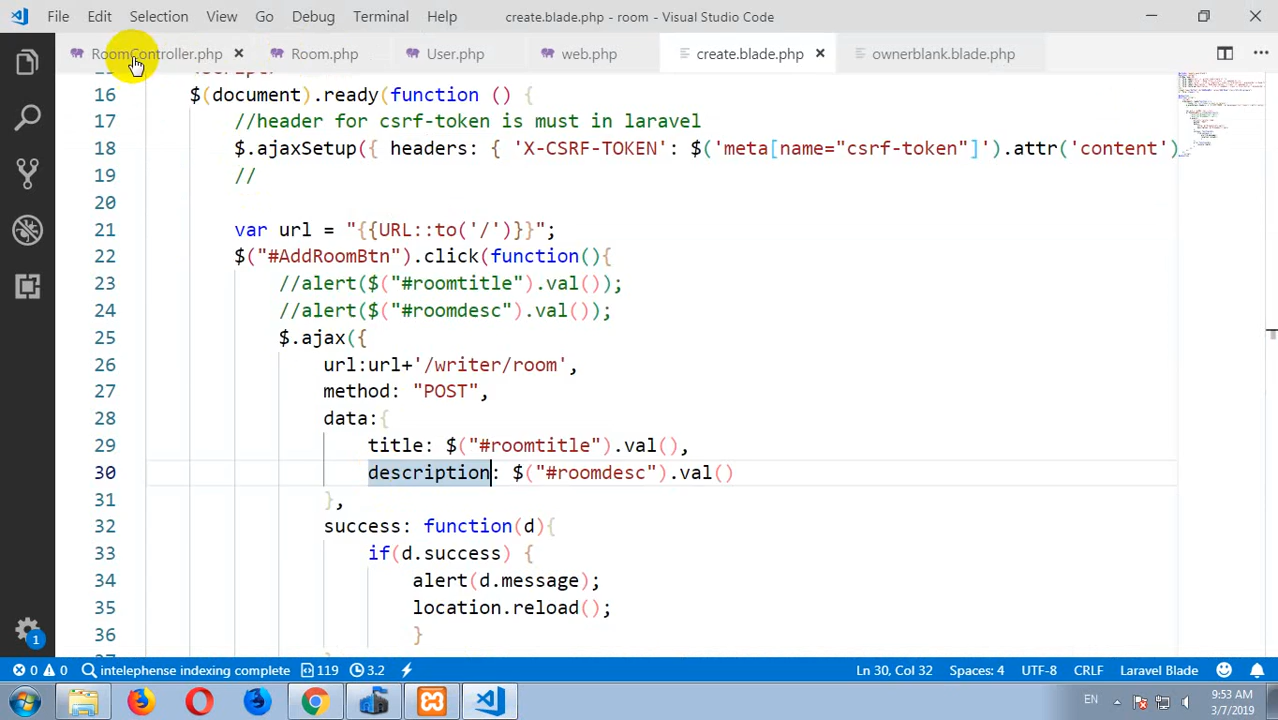 File Edit Selection View Go Debug Terminal Help create.blade.php - room - Visual Studio Code
RoomController.php Room.php User.php web.php create.blade.php ownerblank.blade.php
16 $(document).ready(function () {
17 //header for csrf-token is must in laravel
18 $.ajaxSetup({ headers: { 'X-CSRF-TOKEN': $('meta[name="csrf-token"]').attr('content')
19 //
20
21 var url = "{{URL::to('/')}}";
22 $("#AddRoomBtn").click(function(){
23 //alert($("#roomtitle").val());
24 //alert($("#roomdesc").val());
25 $.ajax({
26 url:url+'/writer/room',
27 method: "POST",
28 data:{
29 title: $("#roomtitle").val(),
30 description: $("#roomdesc").val()
31 },
32 success: function(d){
33 if(d.success) {
34 alert(d.message);
35 location.reload();
36 }
1
0 0 intelephense indexing complete 119 3.2 Ln 30, Col 32 Spaces: 4 UTF-8 CRLF Laravel Blade 1
EN 9:53 AM
3/7/2019